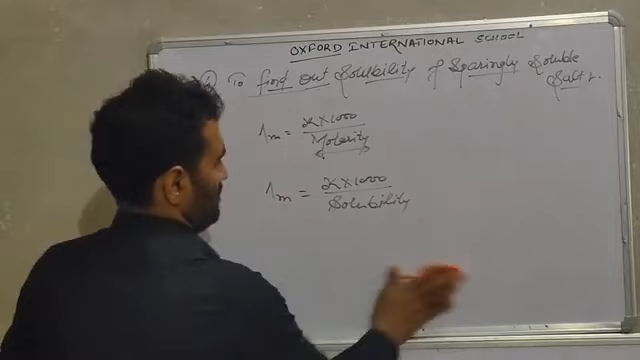 OXFORD INTERNATIONAL SCHOOL
To find out Solubility of Sparingly Soluble
Salt
Λm = κ×1000
Molarity
Λm = κ×1000
Solubility